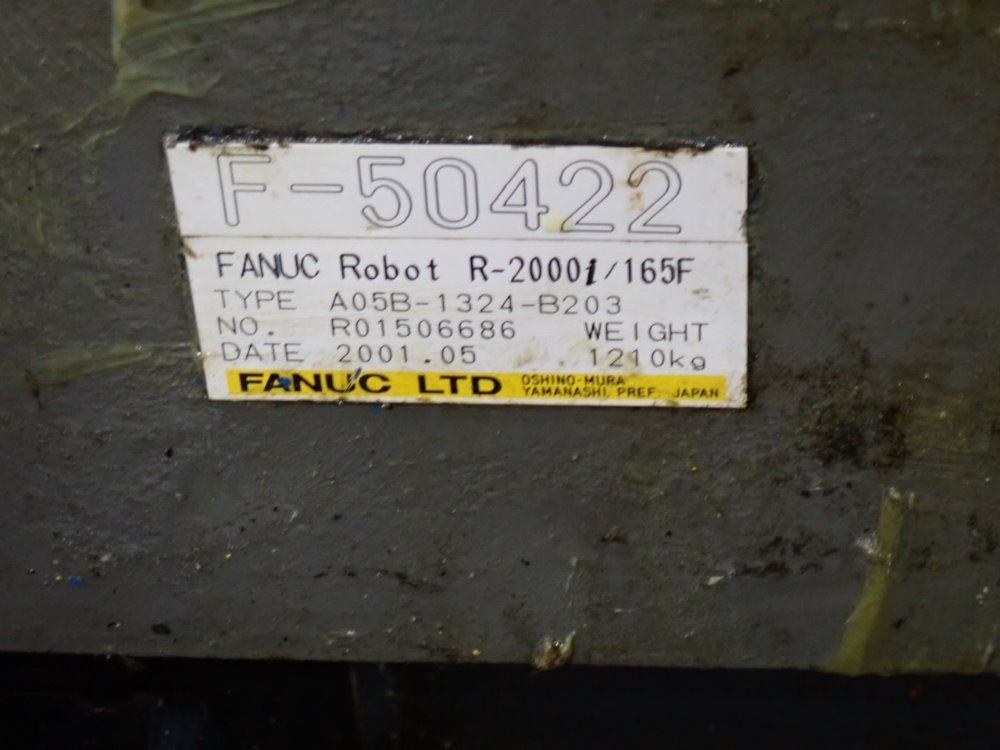 F-50422
FANUC Robot R-2000i/165F
TYPE A05B-1324-B203
NO. R01506686 WEIGHT
DATE 2001.05 1210kg
FANUC LTD OSHINO-MURA
YAMANASHI PREF. JAPAN